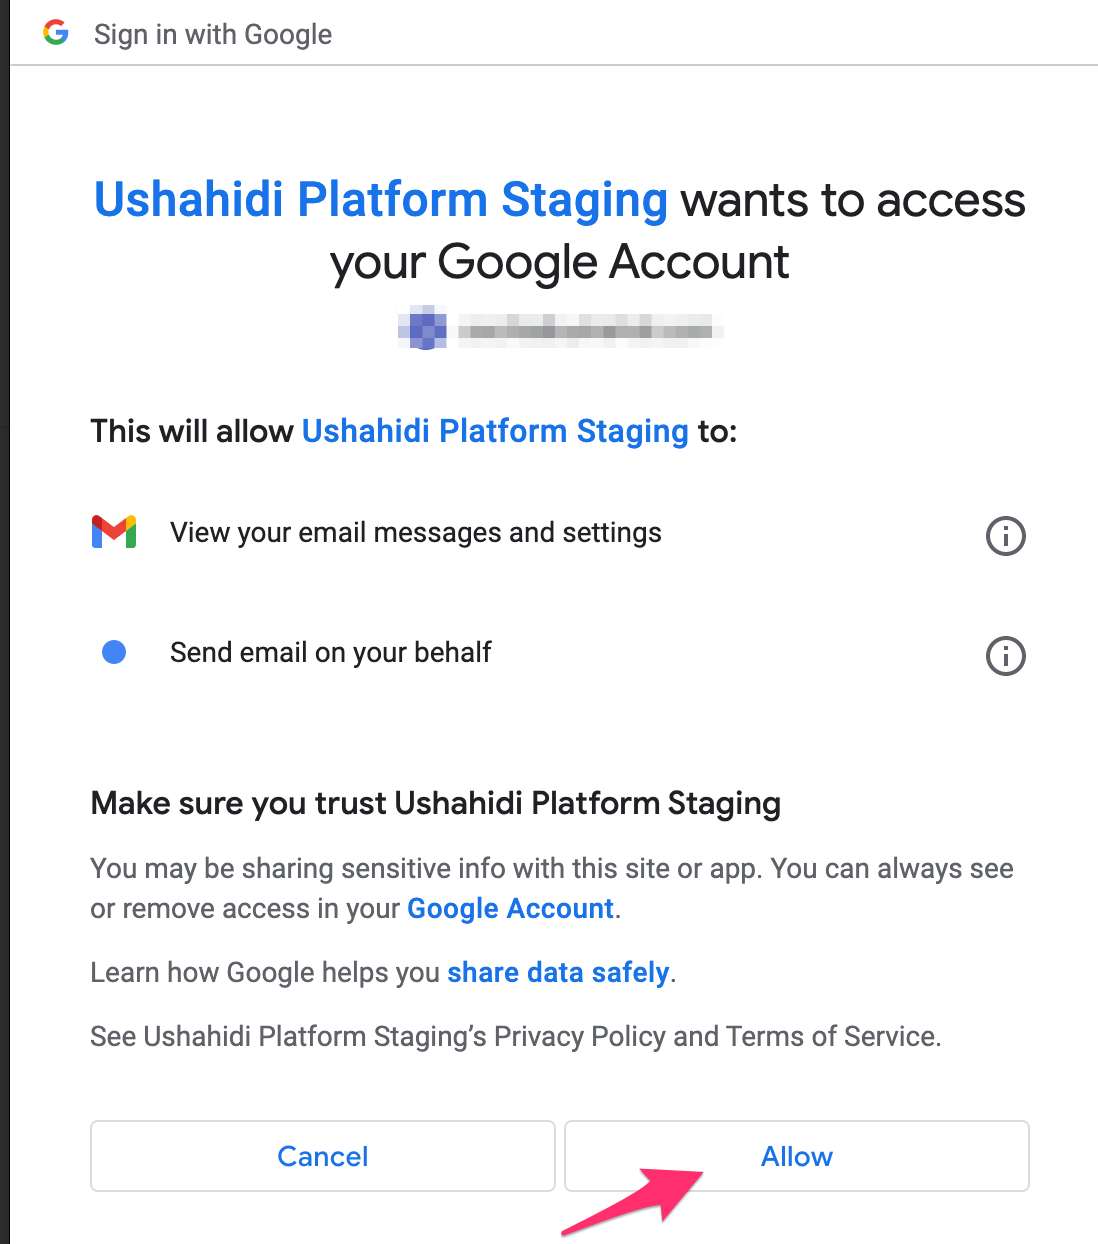 Sign in with Google
Ushahidi Platform Staging wants to access
your Google Account
This will allow Ushahidi Platform Staging to:
View your email messages and settings
Send email on your behalf
Make sure you trust Ushahidi Platform Staging
You may be sharing sensitive info with this site or app. You can always see
or remove access in your Google Account.
Learn how Google helps you share data safely.
See Ushahidi Platform Staging’s Privacy Policy and Terms of Service.
Cancel
Allow